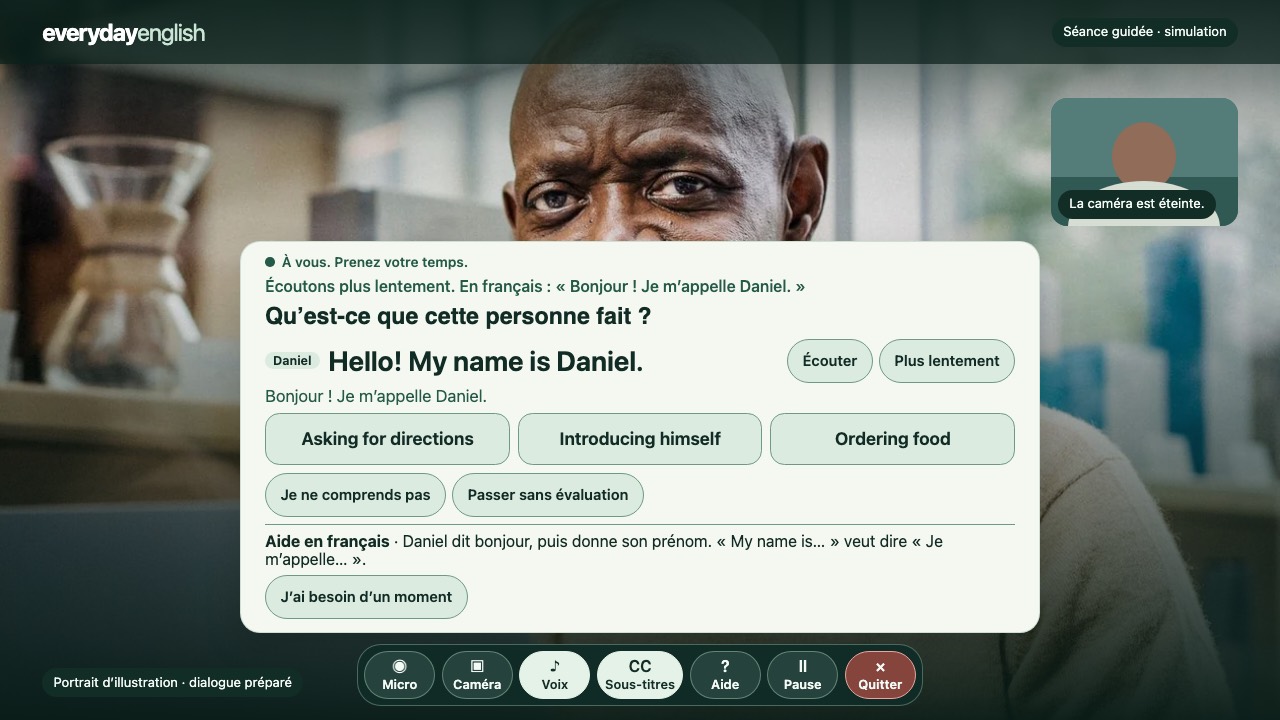 everydayenglish
Séance guidée · simulation
La caméra est éteinte.
À vous. Prenez votre temps.
Écoutons plus lentement. En français : « Bonjour ! Je m’appelle Daniel. »
Qu’est-ce que cette personne fait ?
Daniel Hello! My name is Daniel.
Écouter
Plus lentement
Bonjour ! Je m’appelle Daniel.
Asking for directions
Introducing himself
Ordering food
Je ne comprends pas
Passer sans évaluation
Aide en français · Daniel dit bonjour, puis donne son prénom. « My name is… » veut dire « Je
m’appelle… ».
J’ai besoin d’un moment
Portrait d’illustration · dialogue préparé
Micro
Caméra
Voix
CC
Sous-titres
?
Aide
Pause
×
Quitter